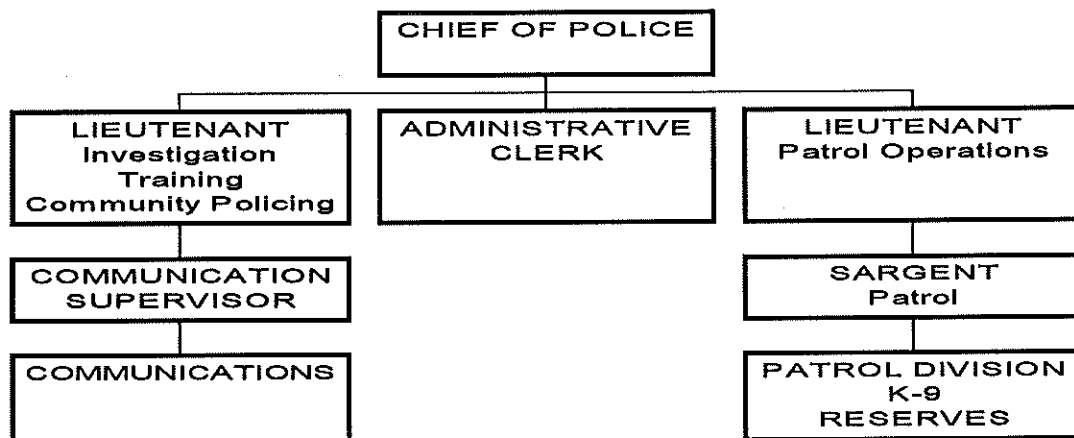 CHIEF OF POLICE
LIEUTENANT
Investigation
Training
Community Policing
ADMINISTRATIVE
CLERK
LIEUTENANT
Patrol Operations
COMMUNICATION
SUPERVISOR
SARGENT
Patrol
COMMUNICATIONS
PATROL DIVISION
K-9
RESERVES